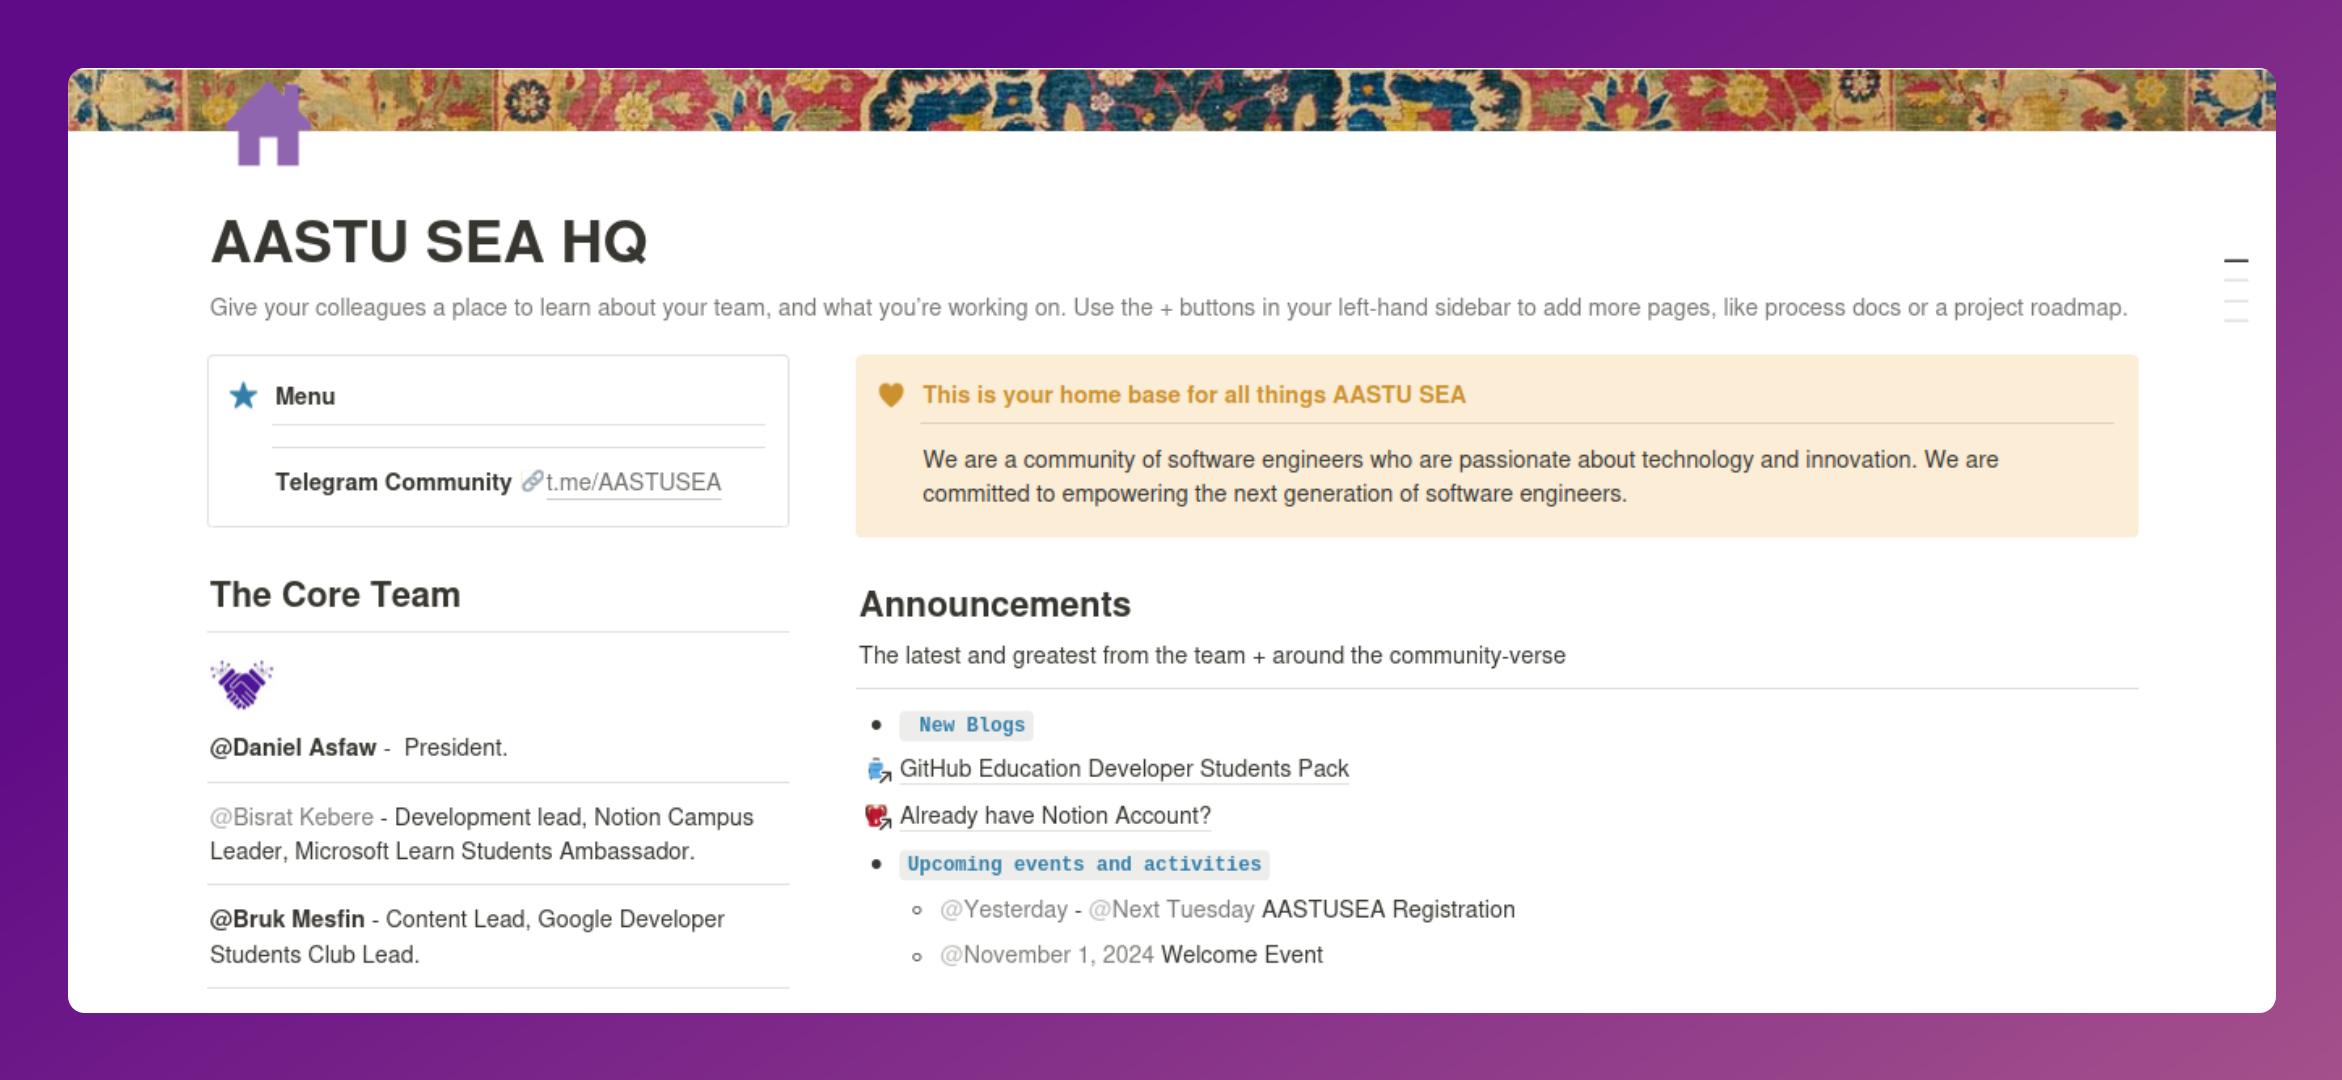 AASTU SEA HQ
Give your colleagues a place to learn about your team, and what you’re working on. Use the + buttons in your left-hand sidebar to add more pages, like process docs or a project roadmap.
Menu
Telegram Community 🔗t.me/AASTUSEA
The Core Team
@Daniel Asfaw - President.
@Bisrat Kebere - Development lead, Notion Campus
Leader, Microsoft Learn Students Ambassador.
@Bruk Mesfin - Content Lead, Google Developer
Students Club Lead.
This is your home base for all things AASTU SEA
We are a community of software engineers who are passionate about technology and innovation. We are
committed to empowering the next generation of software engineers.
Announcements
The latest and greatest from the team + around the community-verse
New Blogs
GitHub Education Developer Students Pack
Already have Notion Account?
Upcoming events and activities
@Yesterday - @Next Tuesday AASTUSEA Registration
@November 1, 2024 Welcome Event